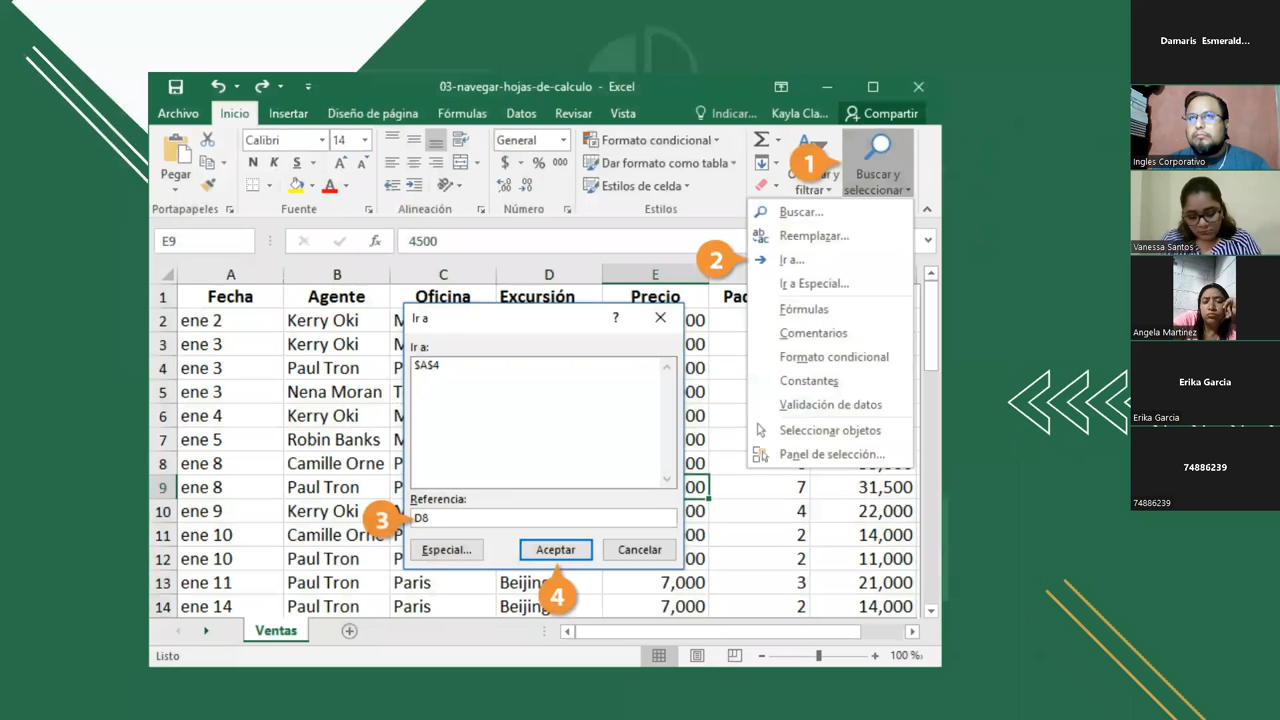 03-navegar-hojas-de-calculo - Excel
Archivo Inicio Insertar Diseño de página Fórmulas Datos Revisar Vista Indicar... Kayla Cla... Compartir
Calibri 14 General Formato condicional
Pegar N K S A A $ % 000 Dar formato como tabla
A Estilos de celda filtrar
Buscar y seleccionar
Portapapeles Fuente Alineación Número Estilos
1
E9 fx 4500
Buscar...
Reemplazar...
2 Ir a...
Ir a Especial...
Fórmulas
Comentarios
Formato condicional
Constantes
Validación de datos
Seleccionar objetos
Panel de selección...
A B C D E
1 Fecha Agente Oficina Excursión Precio
2 ene 2 Kerry Oki
3 ene 3 Kerry Oki
4 ene 3 Paul Tron
5 ene 3 Nena Moran
6 ene 4 Kerry Oki
7 ene 5 Robin Banks
8 ene 8 Camille Orne
9 ene 8 Paul Tron 7 31,500
10 ene 9 Kerry Oki 4 22,000
11 ene 10 Camille Orne 2 14,000
12 ene 10 Paul Tron 2 11,000
13 ene 11 Paul Tron Paris Beijing 7,000 3 21,000
14 ene 14 Paul Tron Paris Beijing 7,000 2 14,000
Ir a ?
Ir a:
$A$4
Referencia:
3 D8
Especial... Aceptar Cancelar
4
Ventas
Listo 100 %
Damaris Esmerald...
Ingles Corporativo
Vanessa Santos
Angela Martinez
Erika Garcia
Erika Garcia
74886239
74886239